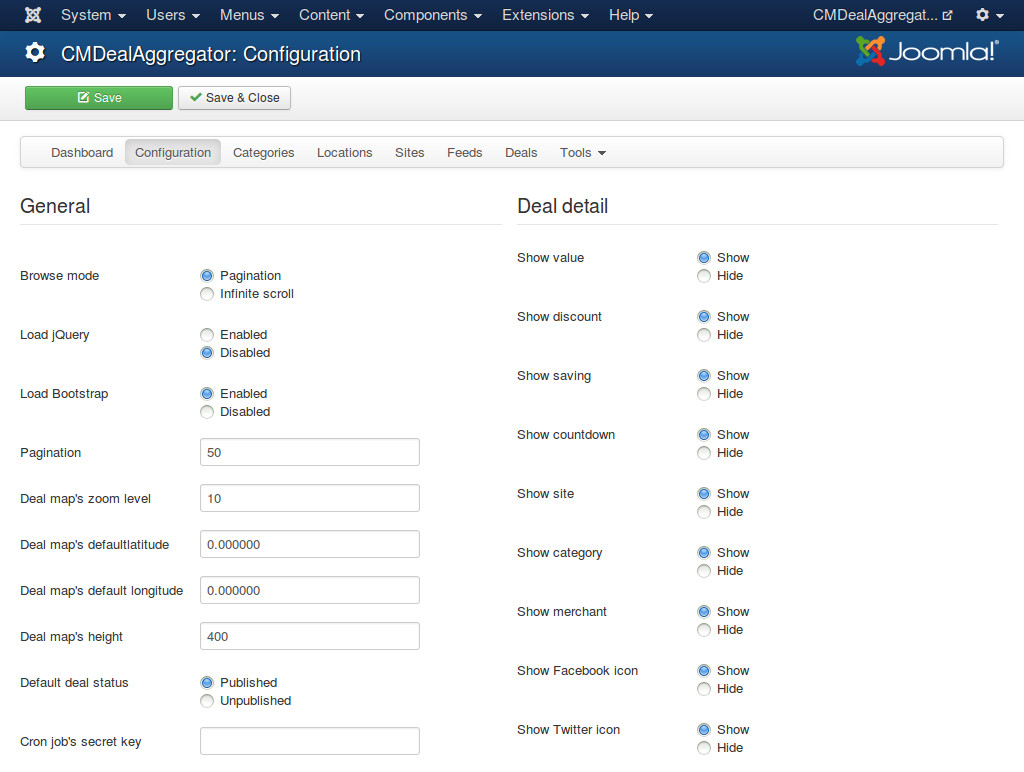 System Users Menus Content Components Extensions Help CMDealAggregat...
CMDealAggregator: Configuration
Joomla!®
Save Save & Close
Dashboard Configuration Categories Locations Sites Feeds Deals Tools
General
Browse mode
Pagination
Infinite scroll
Load jQuery
Enabled
Disabled
Load Bootstrap
Enabled
Disabled
Pagination 50
Deal map's zoom level 10
Deal map's defaultlatitude 0.000000
Deal map's default longitude 0.000000
Deal map's height 400
Default deal status
Published
Unpublished
Cron job's secret key
Deal detail
Show value
Show
Hide
Show discount
Show
Hide
Show saving
Show
Hide
Show countdown
Show
Hide
Show site
Show
Hide
Show category
Show
Hide
Show merchant
Show
Hide
Show Facebook icon
Show
Hide
Show Twitter icon
Show
Hide